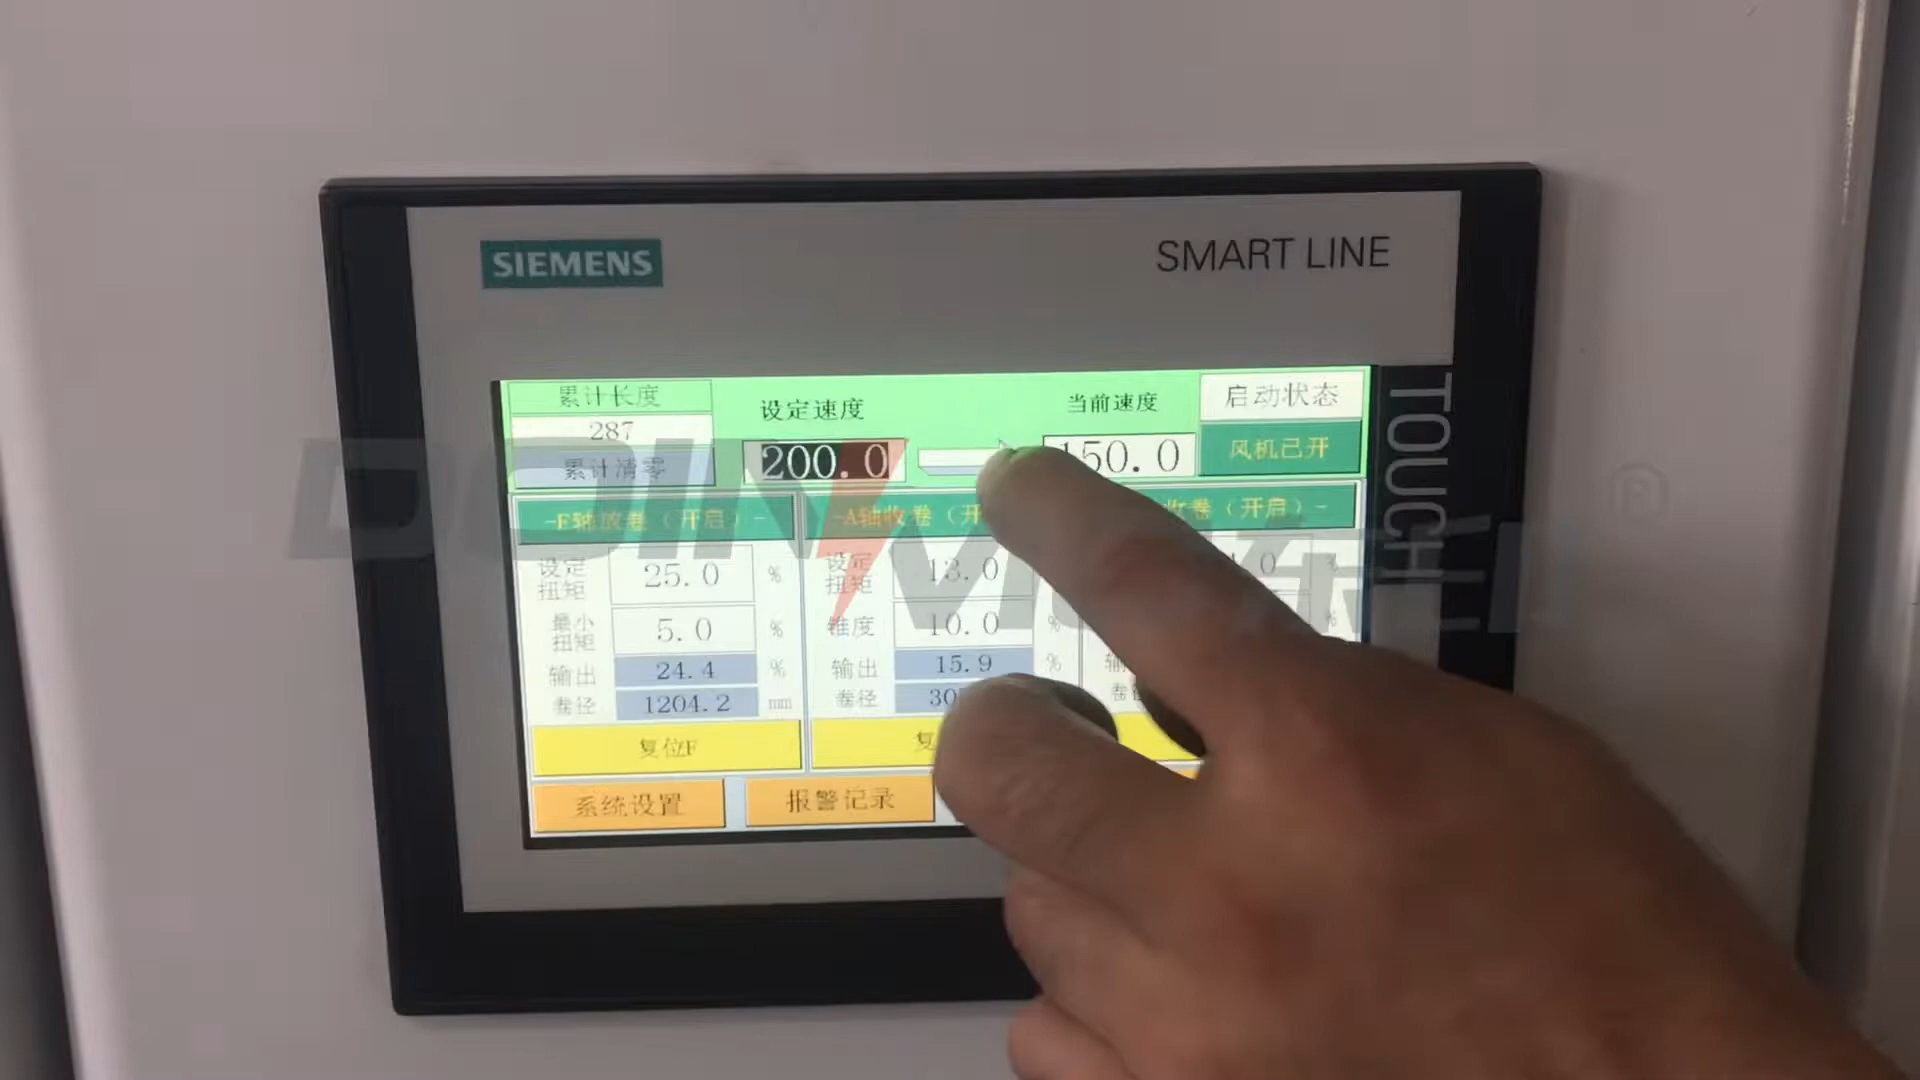 SIEMENS
SMART LINE
TOUCH
累计长度
287
累计清零
设定速度
200.0
当前速度
150.0
启动状态
风机已开
-F轴放卷（开启）-
-A轴收卷（开
收卷（开启）-
设定扭矩 25.0 %
最小扭矩 5.0 %
输出 24.4 %
卷径 1204.2 mm
设定扭矩 13.0
锥度 10.0 %
输出 15.9 %
卷径 30
复位F
系统设置
报警记录